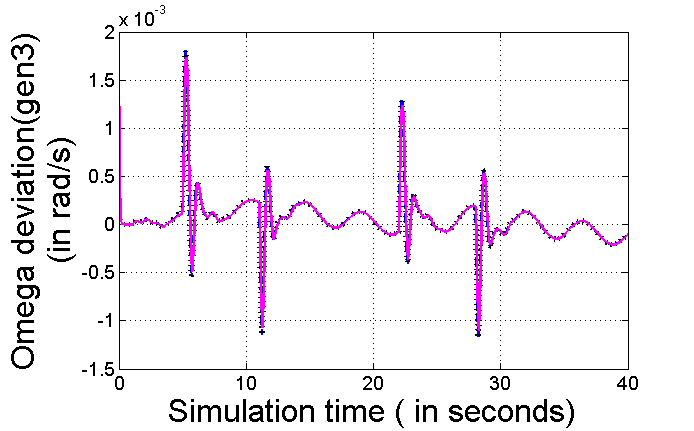 x 10-3
2
1.5
1
0.5
0
-0.5
-1
-1.5
0 10 20 30 40
Omega deviation(gen3)
(in rad/s)
Simulation time ( in seconds)